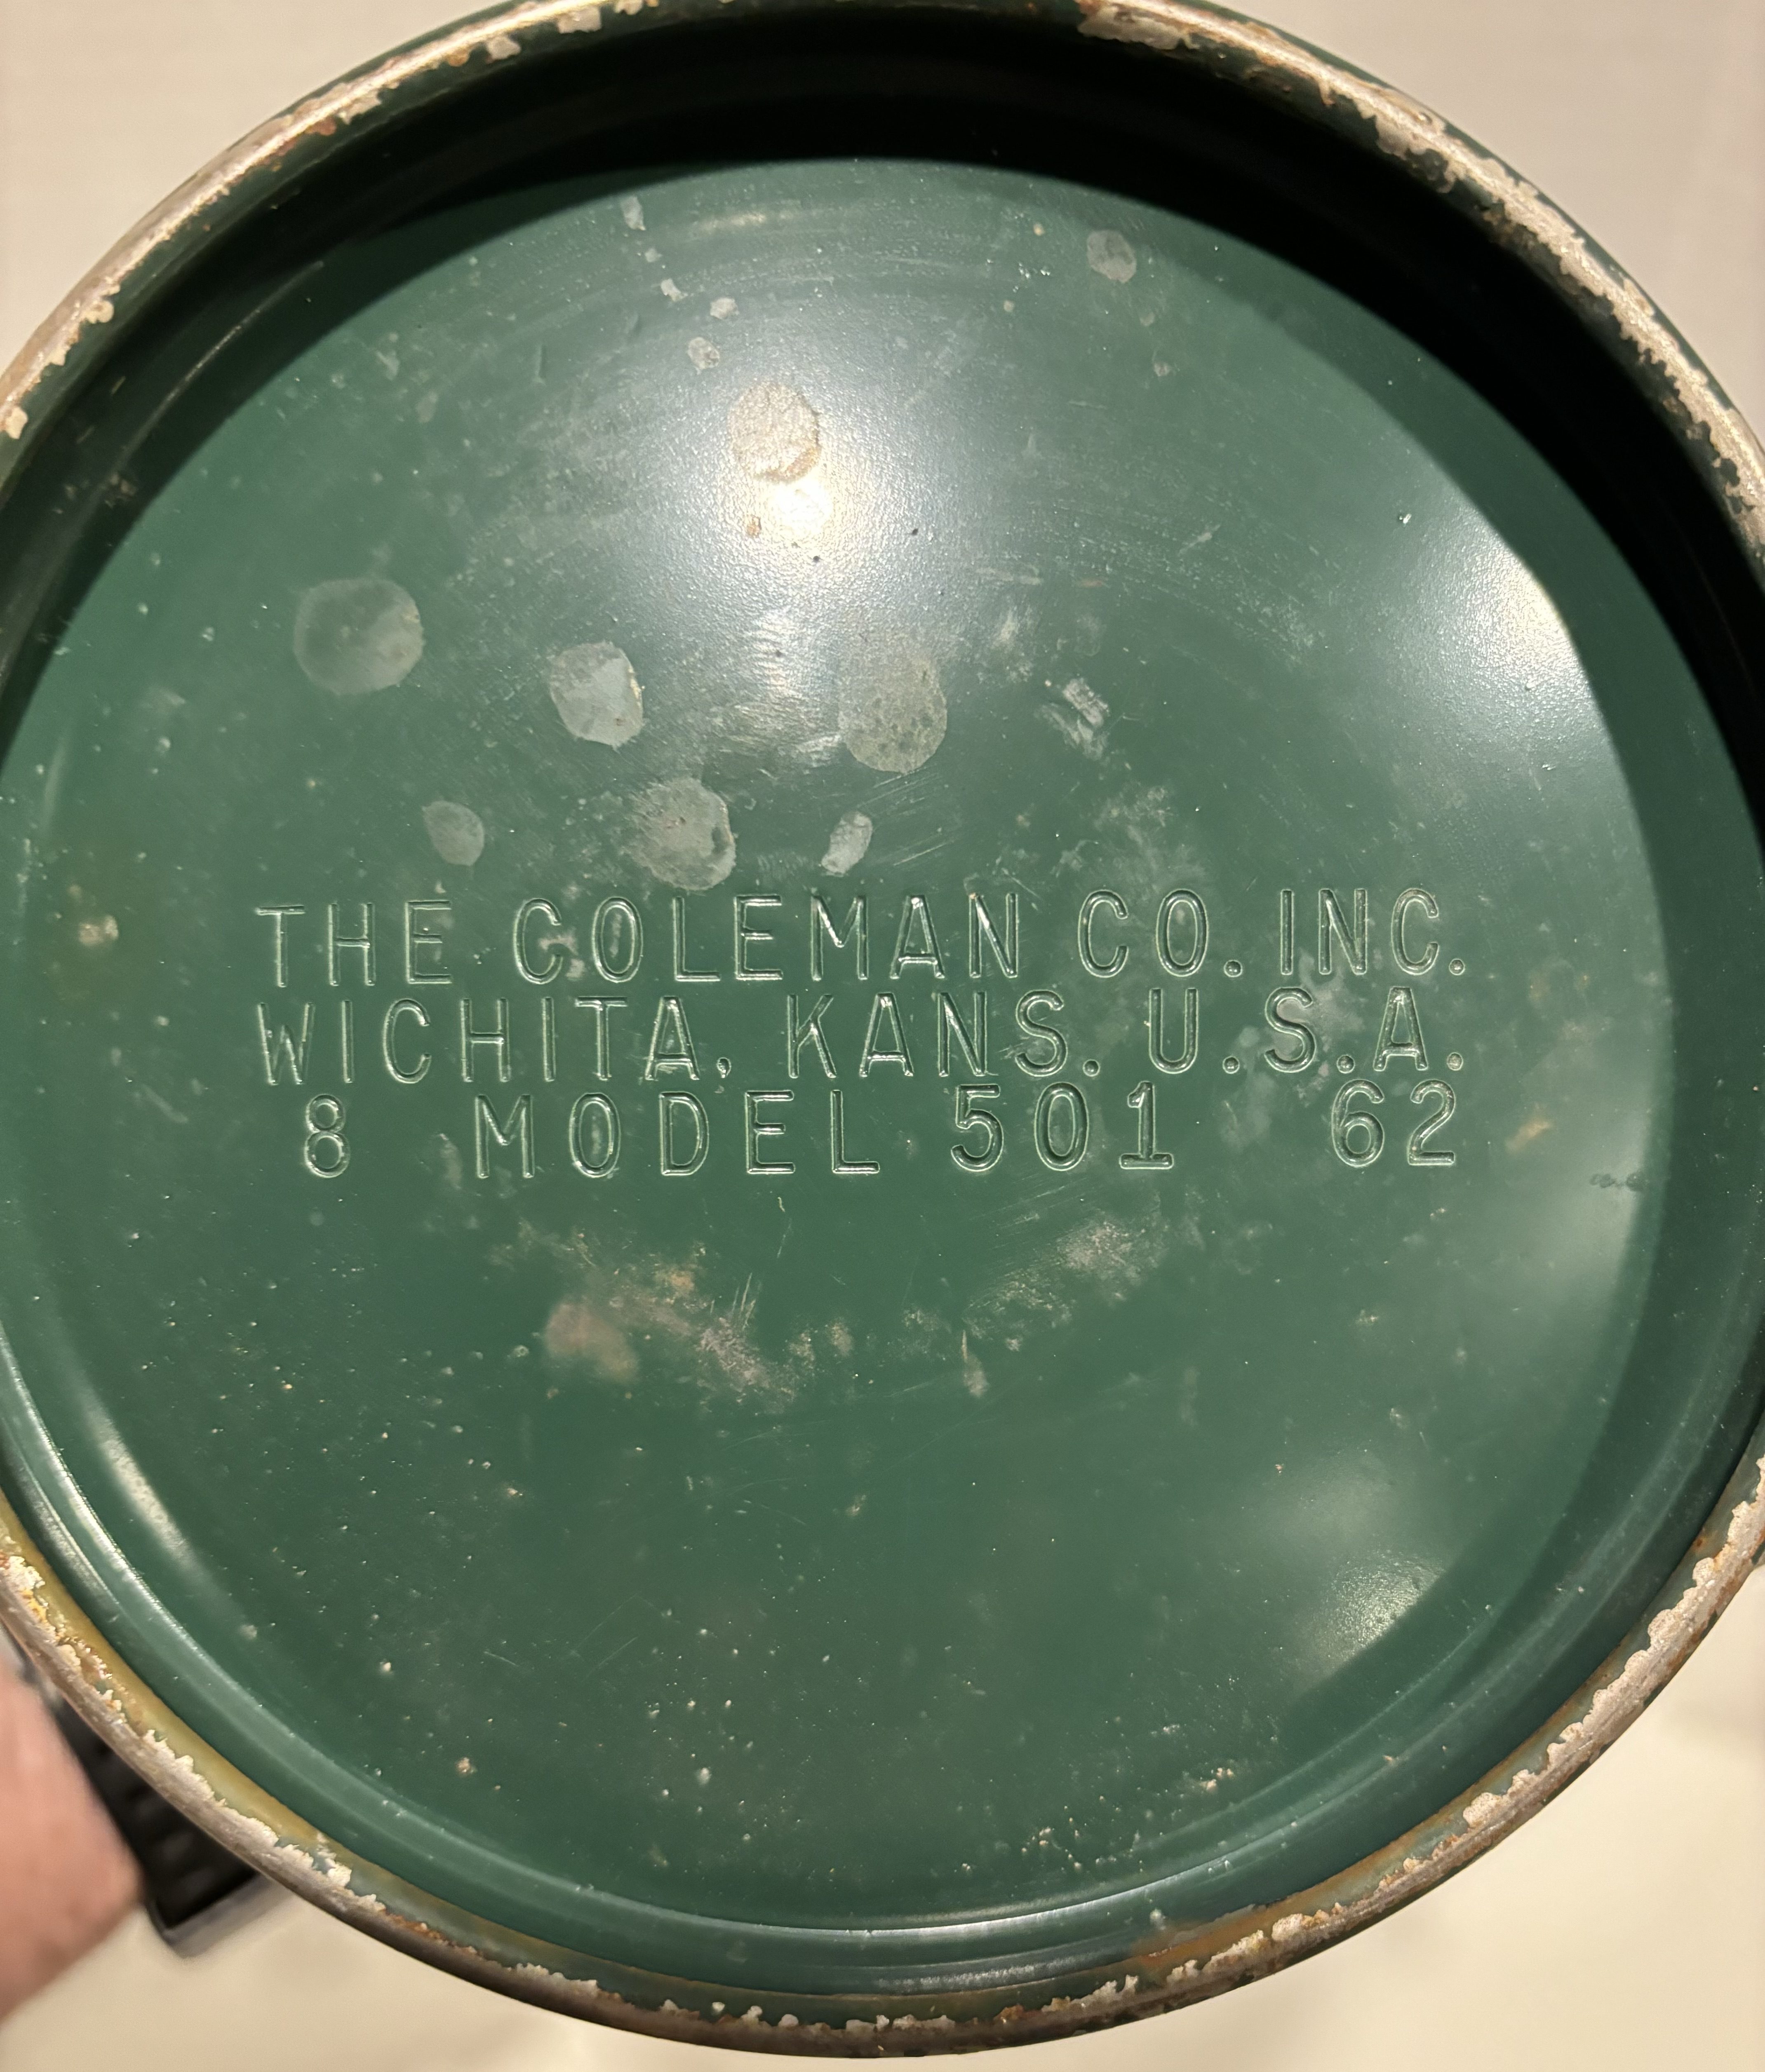 THE COLEMAN CO. INC.
WICHITA, KANS. U.S.A.
8 MODEL 501 62